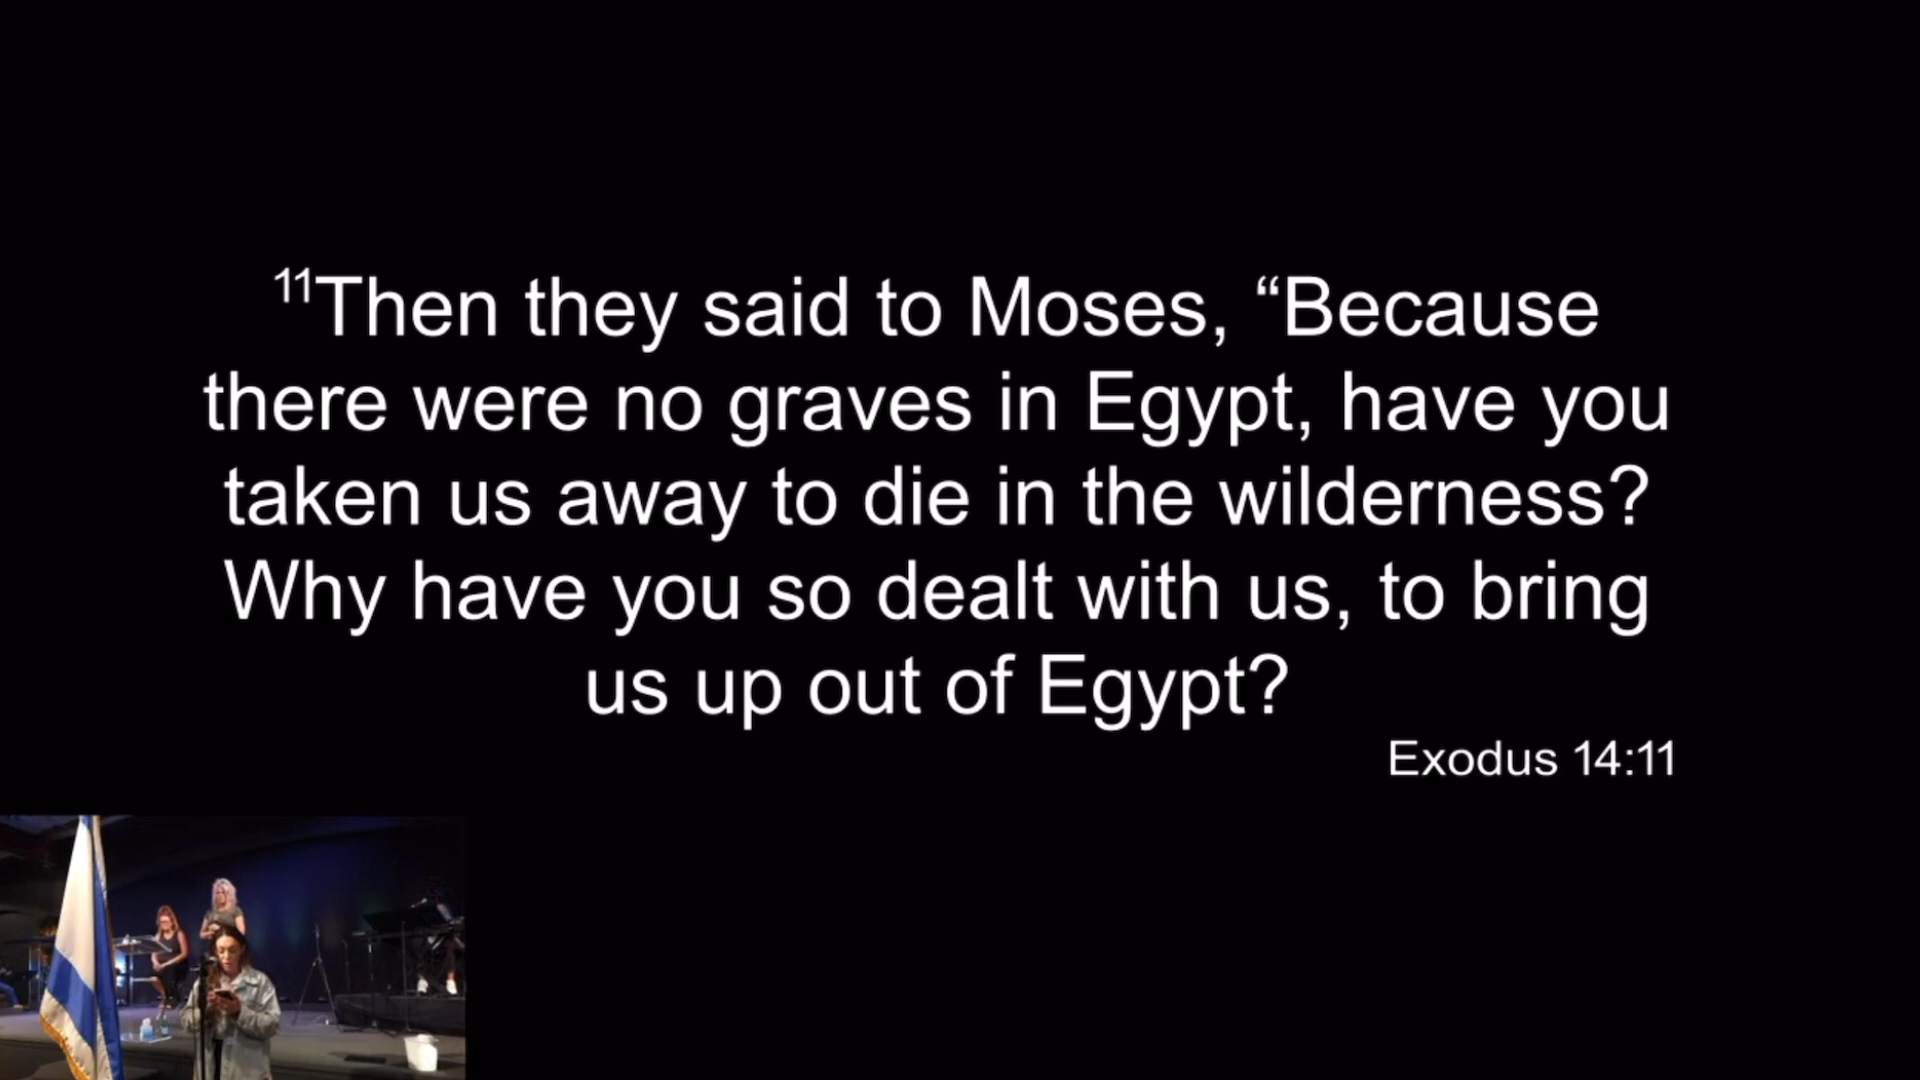 11Then they said to Moses, “Because
there were no graves in Egypt, have you
taken us away to die in the wilderness?
Why have you so dealt with us, to bring
us up out of Egypt?
Exodus 14:11